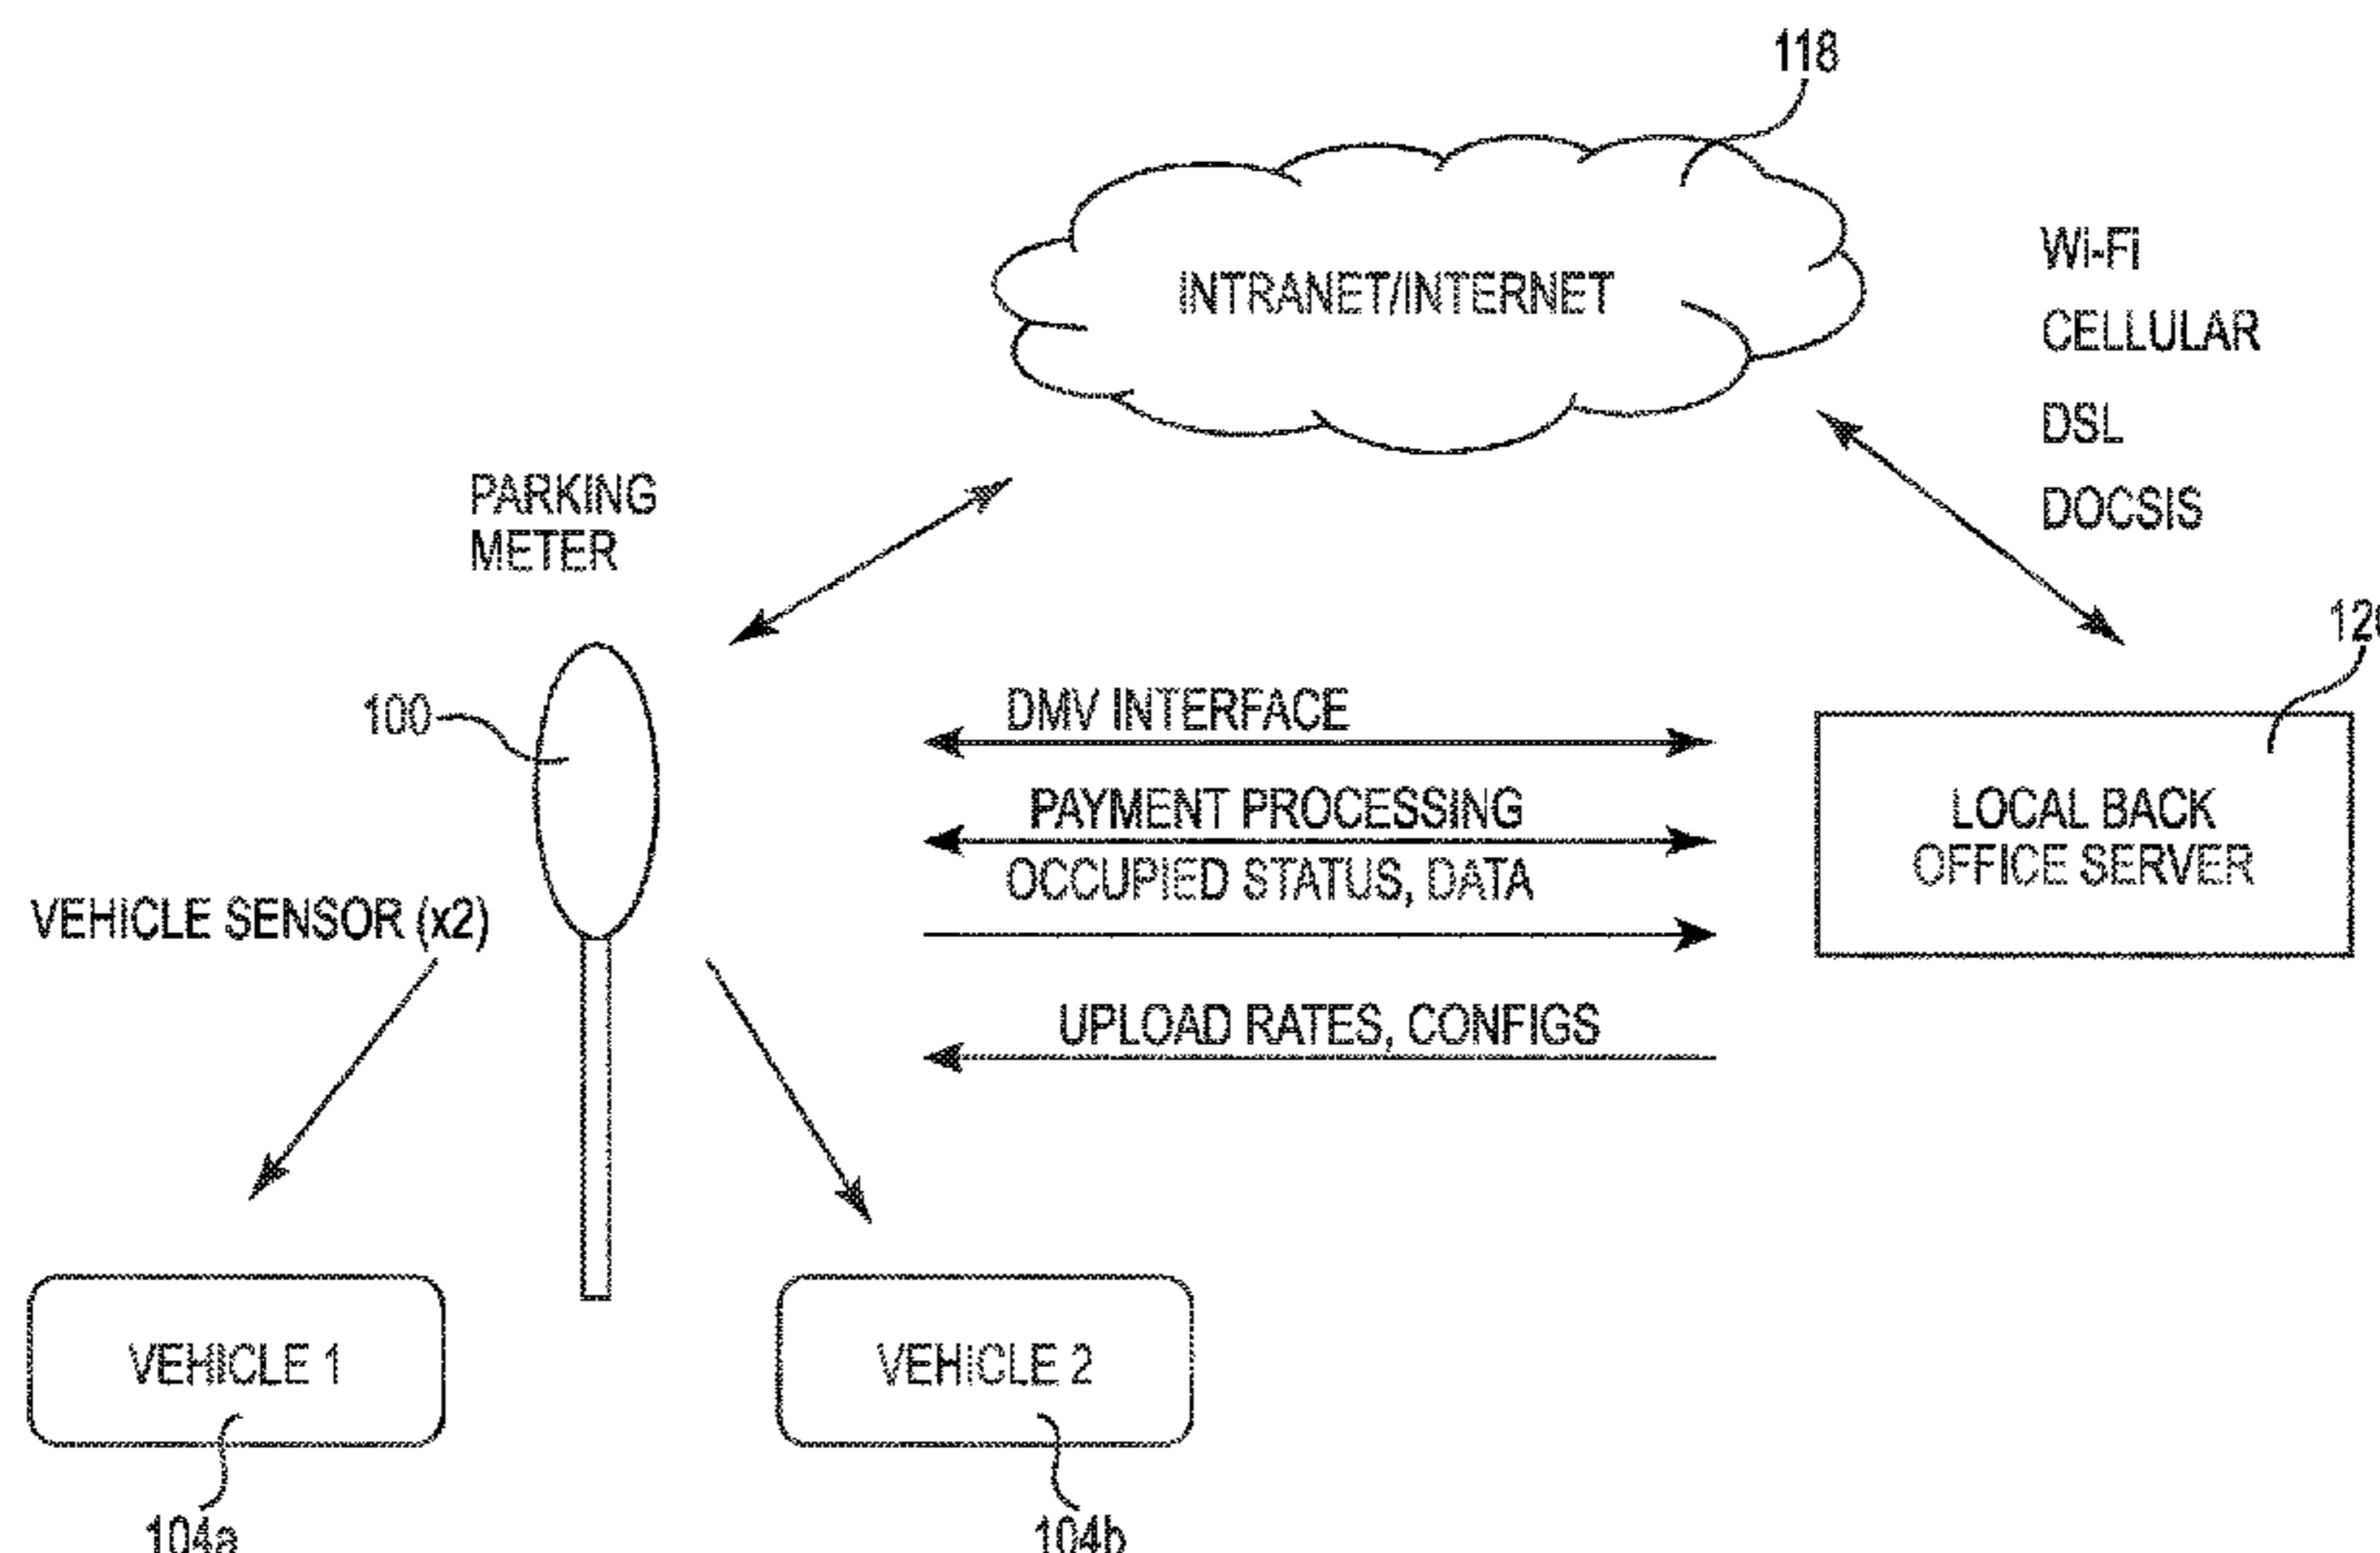 118
INTRANET/INTERNET
Wi-Fi
CELLULAR
DSL
DOCSIS
PARKING
METER
100
DMV INTERFACE
PAYMENT PROCESSING
OCCUPIED STATUS, DATA
UPLOAD RATES, CONFIGS
LOCAL BACK
OFFICE SERVER
VEHICLE SENSOR (x2)
VEHICLE 1
VEHICLE 2
104a
104b